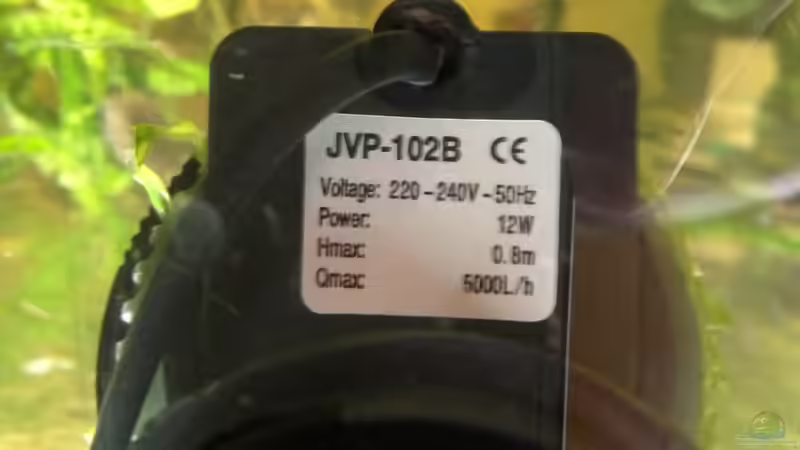 JVP-102B CE
Voltage: 220-240V-50Hz
Power: 12W
Hmax: 0.8m
Qmax: 5000L/h